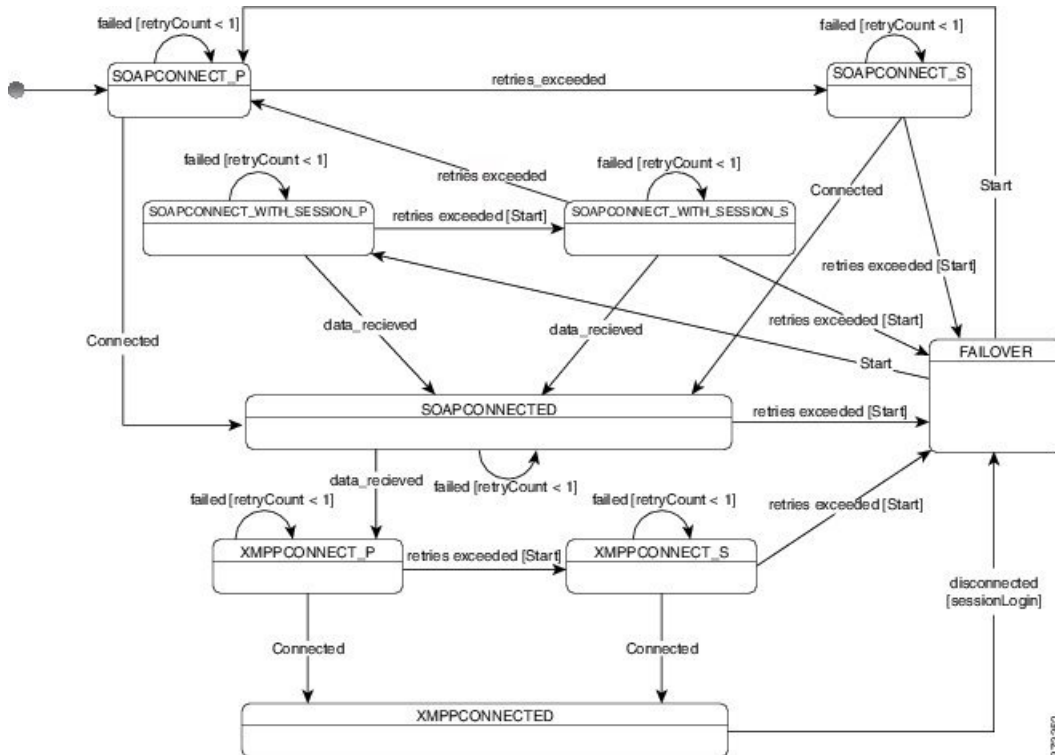 failed [retryCount < 1]
failed [retryCount < 1]
SOAPCONNECT_P
SOAPCONNECT_S
retries_exceeded
failed [retryCount < 1]
failed [retryCount < 1]
retries exceeded
Connected
Start
SOAPCONNECT_WITH_SESSION_P
retries exceeded [Start]
SOAPCONNECT_WITH_SESSION_S
retries exceeded [Start]
data_recieved
data_recieved
retries exceeded [Start]
Connected
Start
FAILOVER
SOAPCONNECTED
retries exceeded [Start]
data_recieved
failed [retryCount < 1]
failed [retryCount < 1]
failed [retryCount < 1]
retries exceeded [Start]
XMPPCONNECT_P
retries exceeded [Start]
XMPPCONNECT_S
disconnected
[sessionLogin]
Connected
Connected
XMPPCONNECTED